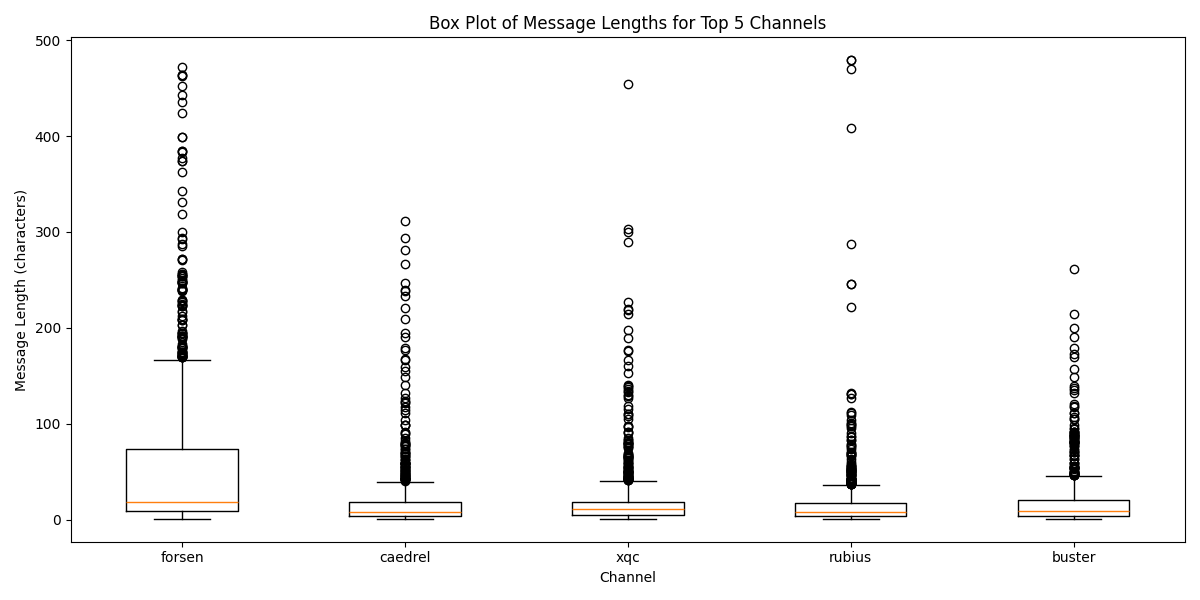 Box Plot of Message Lengths for Top 5 Channels
500
400
300
200
100
0
Message Length (characters)
forsen caedrel xqc rubius buster
Channel